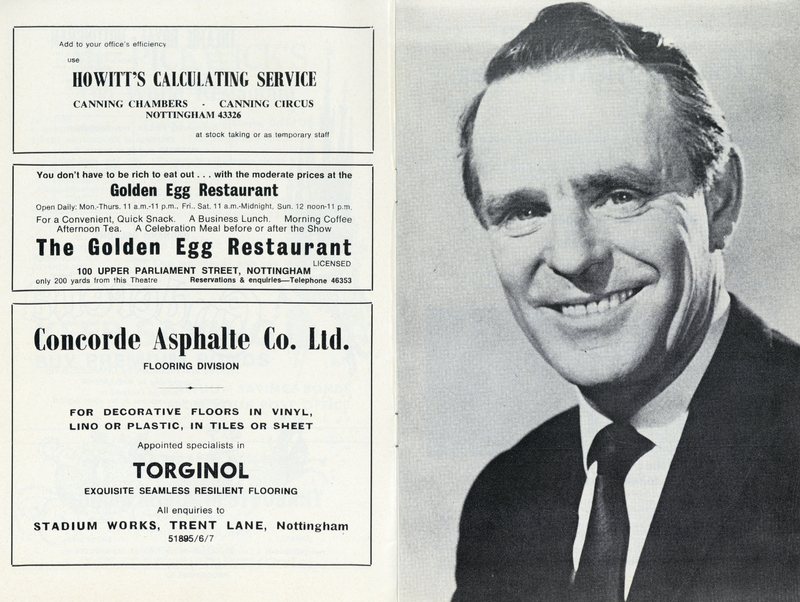 Add to your office's efficiency
use
HOWITT'S CALCULATING SERVICE
CANNING CHAMBERS - CANNING CIRCUS
NOTTINGHAM 43326
at stock taking or as temporary staff
You don't have to be rich to eat out . . . with the moderate prices at the
Golden Egg Restaurant
Open Daily: Mon.-Thurs. 11 a.m.-11 p.m., Fri., Sat. 11 a.m.-Midnight, Sun. 12 noon-11 p.m.
For a Convenient, Quick Snack. A Business Lunch. Morning Coffee
Afternoon Tea. A Celebration Meal before or after the Show
The Golden Egg Restaurant
LICENSED
100 UPPER PARLIAMENT STREET, NOTTINGHAM
only 200 yards from this Theatre Reservations & enquiries—Telephone 46353
Concorde Asphalte Co. Ltd.
FLOORING DIVISION
FOR DECORATIVE FLOORS IN VINYL,
LINO OR PLASTIC, IN TILES OR SHEET
Appointed specialists in
TORGINOL
EXQUISITE SEAMLESS RESILIENT FLOORING
All enquiries to
STADIUM WORKS, TRENT LANE, Nottingham
51895/6/7